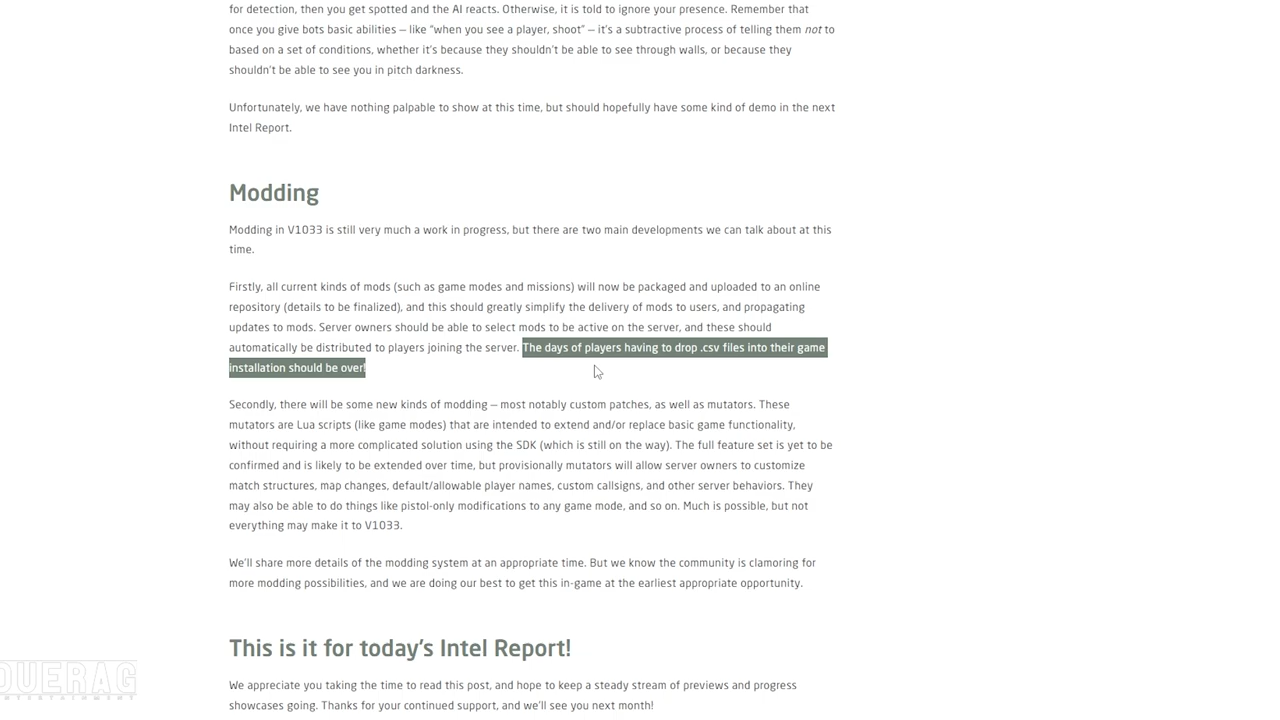 for detection, then you get spotted and the AI reacts. Otherwise, it is told to ignore your presence. Remember that
once you give bots basic abilities – like "when you see a player, shoot" – it's a subtractive process of telling them not to
based on a set of conditions, whether it's because they shouldn't be able to see through walls, or because they
shouldn't be able to see you in pitch darkness.
Unfortunately, we have nothing palpable to show at this time, but should hopefully have some kind of demo in the next
Intel Report.
Modding
Modding in V1033 is still very much a work in progress, but there are two main developments we can talk about at this
time.
Firstly, all current kinds of mods (such as game modes and missions) will now be packaged and uploaded to an online
repository (details to be finalized), and this should greatly simplify the delivery of mods to users, and propagating
updates to mods. Server owners should be able to select mods to be active on the server, and these should
automatically be distributed to players joining the server. The days of players having to drop .csv files into their game
installation should be over!
Secondly, there will be some new kinds of modding – most notably custom patches, as well as mutators. These
mutators are Lua scripts (like game modes) that are intended to extend and/or replace basic game functionality,
without requiring a more complicated solution using the SDK (which is still on the way). The full feature set is yet to be
confirmed and is likely to be extended over time, but provisionally mutators will allow server owners to customize
match structures, map changes, default/allowable player names, custom callsigns, and other server behaviors. They
may also be able to do things like pistol-only modifications to any game mode, and so on. Much is possible, but not
everything may make it to V1033.
We'll share more details of the modding system at an appropriate time. But we know the community is clamoring for
more modding possibilities, and we are doing our best to get this in-game at the earliest appropriate opportunity.
This is it for today's Intel Report!
We appreciate you taking the time to read this post, and hope to keep a steady stream of previews and progress
showcases going. Thanks for your continued support, and we'll see you next month!